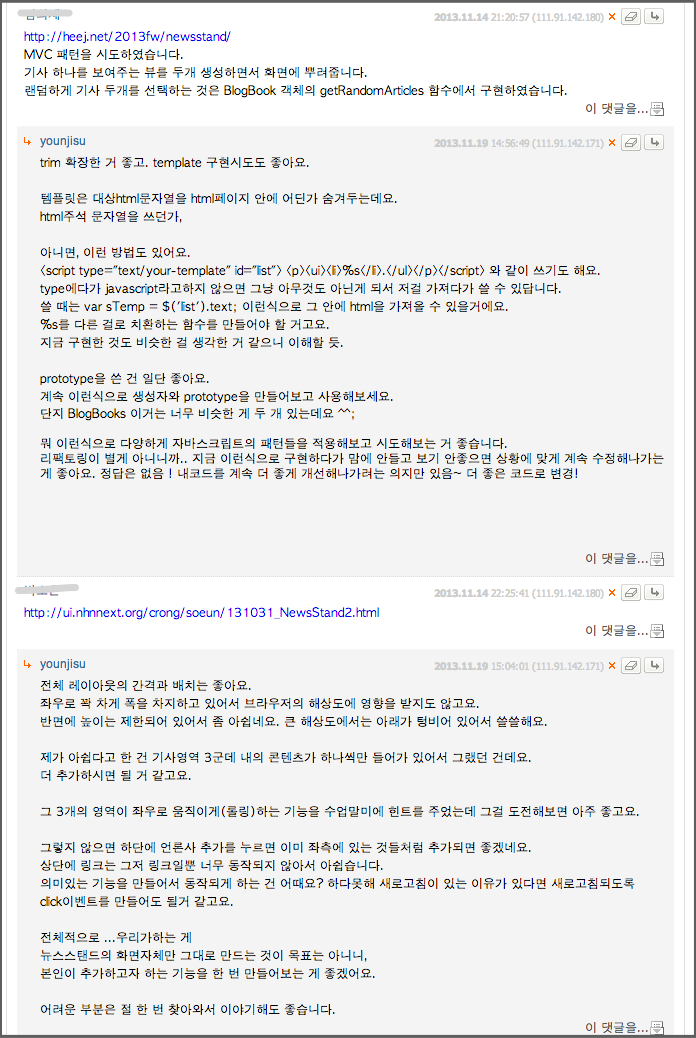 2013.11.14 21:20:57 (111.91.142.180)
http://heej.net/2013fw/newsstand/
MVC 패턴을 시도하였습니다.
기사 하나를 보여주는 뷰를 두개 생성하면서 화면에 뿌려줍니다.
랜덤하게 기사 두개를 선택하는 것은 BlogBook 객체의 getRandomArticles 함수에서 구현하였습니다.
이 댓글을...
younjisu 2013.11.19 14:56:49 (111.91.142.171)
trim 확장한 거 좋고. template 구현시도도 좋아요.
템플릿은 대상html문자열을 html페이지 안에 어딘가 숨겨두는데요.
html주석 문자열을 쓰던가,
아니면, 이런 방법도 있어요.
<script type="text/your-template" id="list"> <p><ui><li>%s</li>.</ul></p></script> 와 같이 쓰기도 해요.
type에다가 javascript라고하지 않으면 그냥 아무것도 아닌게 되서 저걸 가져다가 쓸 수 있답니다.
쓸 때는 var sTemp = $('list').text; 이런식으로 그 안에 html을 가져올 수 있을거에요.
%s를 다른 걸로 치환하는 함수를 만들어야 할 거고요.
지금 구현한 것도 비슷한 걸 생각한 거 같으니 이해할 듯.
prototype을 쓴 건 일단 좋아요.
계속 이런식으로 생성자와 prototype을 만들어보고 사용해보세요.
단지 BlogBooks 이거는 너무 비슷한 게 두 개 있는데요 ^^;
뭐 이런식으로 다양하게 자바스크립트의 패턴들을 적용해보고 시도해보는 거 좋습니다.
리팩토링이 별게 아니니까.. 지금 이런식으로 구현하다가 맘에 안들고 보기 안좋으면 상황에 맞게 계속 수정해나가는
게 좋아요. 정답은 없음 ! 내코드를 계속 더 좋게 개선해나가려는 의지만 있음~ 더 좋은 코드로 변경!
이 댓글을...
2013.11.14 22:25:41 (111.91.142.180)
http://ui.nhnnext.org/crong/soeun/131031_NewsStand2.html
이 댓글을...
younjisu 2013.11.19 15:04:01 (111.91.142.171)
전체 레이아웃의 간격과 배치는 좋아요.
좌우로 꽉 차게 폭을 차지하고 있어서 브라우저의 해상도에 영향을 받지도 않고요.
반면에 높이는 제한되어 있어서 좀 아쉽네요. 큰 해상도에서는 아래가 텅비어 있어서 쓸쓸해요.
제가 아쉽다고 한 건 기사영역 3군데 내의 콘텐츠가 하나씩만 들어가 있어서 그랬던 건데요.
더 추가하시면 될 거 같고요.
그 3개의 영역이 좌우로 움직이게(롤링)하는 기능을 수업말미에 힌트를 주었는데 그걸 도전해보면 아주 좋고요.
그렇지 않으면 하단에 언론사 추가를 누르면 이미 좌측에 있는 것들처럼 추가되면 좋겠네요.
상단에 링크는 그저 링크일뿐 너무 동작되지 않아서 아쉽습니다.
의미있는 기능을 만들어서 동작되게 하는 건 어때요? 하다못해 새로고침이 있는 이유가 있다면 새로고침되도록
click이벤트를 만들어도 될거 같고요.
전체적으로 ...우리가하는 게
뉴스스탠드의 화면자체만 그대로 만드는 것이 목표는 아니니,
본인이 추가하고자 하는 기능을 한 번 만들어보는 게 좋겠어요.
어려운 부분은 절 한 번 찾아와서 이야기해도 좋습니다.
이 댓글을...